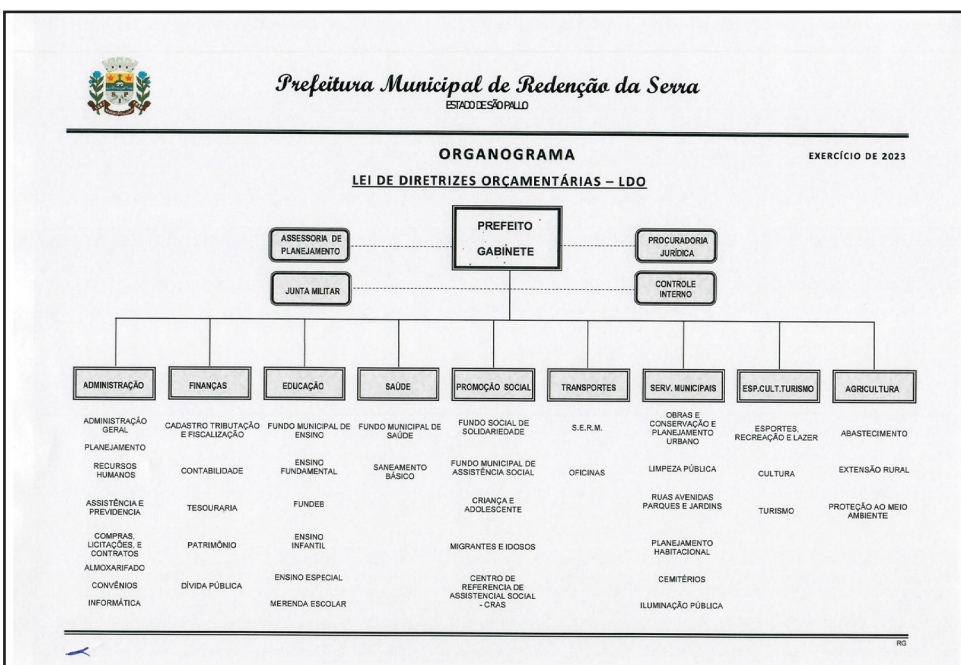 Prefeitura Municipal de Redenção da Serra
ESTADO DE SÃO PAULO
ORGANOGRAMA
EXERCÍCIO DE 2023
LEI DE DIRETRIZES ORÇAMENTÁRIAS – LDO
PREFEITO
GABINETE
ASSESSORIA DE
PLANEJAMENTO
PROCURADORIA
JURÍDICA
JUNTA MILITAR
CONTROLE
INTERNO
ADMINISTRAÇÃO
ADMINISTRAÇÃO
GERAL
PLANEJAMENTO
RECURSOS
HUMANOS
ASSISTÊNCIA E
PREVIDENCIA
COMPRAS,
LICITAÇÕES, E
CONTRATOS
ALMOXARIFADO
CONVÊNIOS
INFORMÁTICA
FINANÇAS
CADASTRO TRIBUTAÇÃO
E FISCALIZAÇÃO
CONTABILIDADE
TESOURARIA
PATRIMÔNIO
DÍVIDA PÚBLICA
EDUCAÇÃO
FUNDO MUNICIPAL DE
ENSINO
ENSINO
FUNDAMENTAL
FUNDEB
ENSINO
INFANTIL
ENSINO ESPECIAL
MERENDA ESCOLAR
SAÚDE
FUNDO MUNICIPAL DE
SAÚDE
SANEAMENTO
BÁSICO
PROMOÇÃO SOCIAL
FUNDO SOCIAL DE
SOLIDARIEDADE
FUNDO MUNICIPAL DE
ASSISTÊNCIA SOCIAL
CRIANÇA E
ADOLESCENTE
MIGRANTES E IDOSOS
CENTRO DE
REFERENCIA DE
ASSISTENCIAL SOCIAL
- CRAS
TRANSPORTES
S.E.R.M.
OFICINAS
SERV. MUNICIPAIS
OBRAS E
CONSERVAÇÃO E
PLANEJAMENTO
URBANO
LIMPEZA PÚBLICA
RUAS AVENIDAS
PARQUES E JARDINS
PLANEJAMENTO
HABITACIONAL
CEMITÉRIOS
ILUMINAÇÃO PÚBLICA
ESP.CULT.TURISMO
ESPORTES,
RECREAÇÃO E LAZER
CULTURA
TURISMO
AGRICULTURA
ABASTECIMENTO
EXTENSÃO RURAL
PROTEÇÃO AO MEIO
AMBIENTE
RG